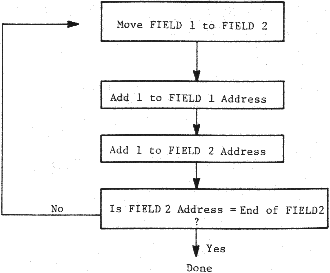 Move FIELD 1 to FIELD 2
Add 1 to FIELD 1 Address
Add 1 to FIELD 2 Address
Is FIELD 2 Address = End of FIELD2
?
No
Yes
Done